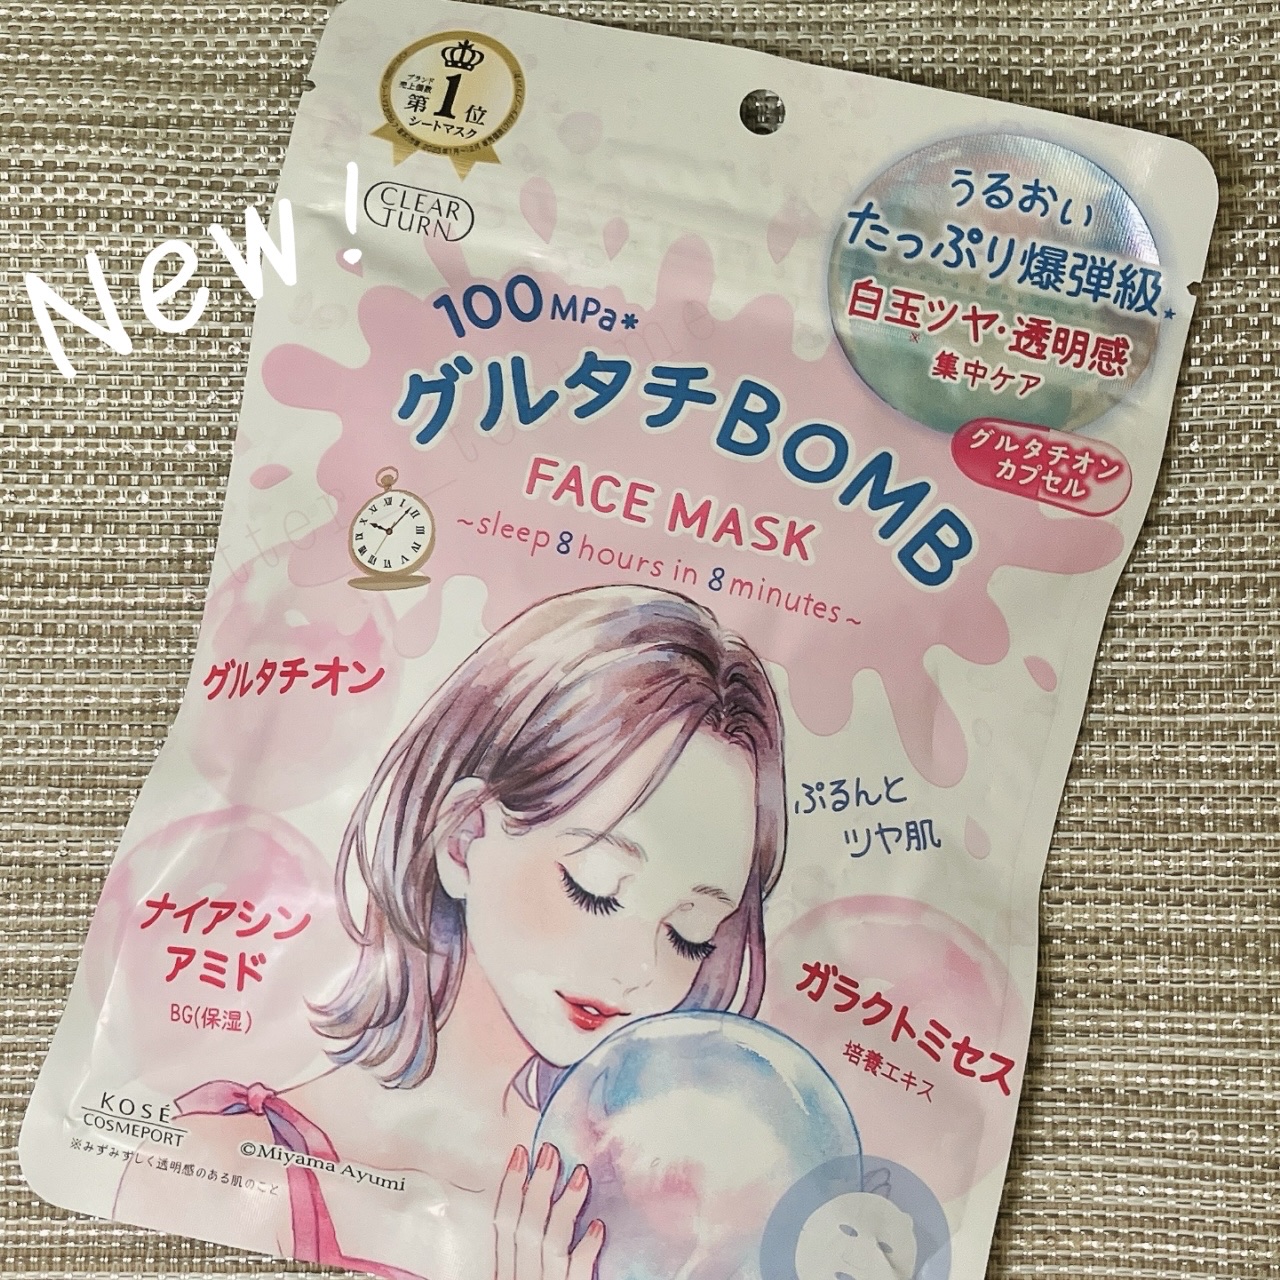 New!
ブランド
売上個数
第1位
シートマスク
CLEAR
TURN
うるおい
たっぷり爆弾級
白玉ツヤ・透明感
※
集中ケア
グルタチオン
カプセル
100MPa*
グルタチBOMB
FACE MASK
~sleep 8 hours in 8 minutes~
グルタチオン
ぷるんと
ツヤ肌
ナイアシン
アミド
BG(保湿)
ガラクトミセス
培養エキス
KOSÉ
COSMEPORT
©Miyama Ayumi
※みずみずしく透明感のある肌のこと